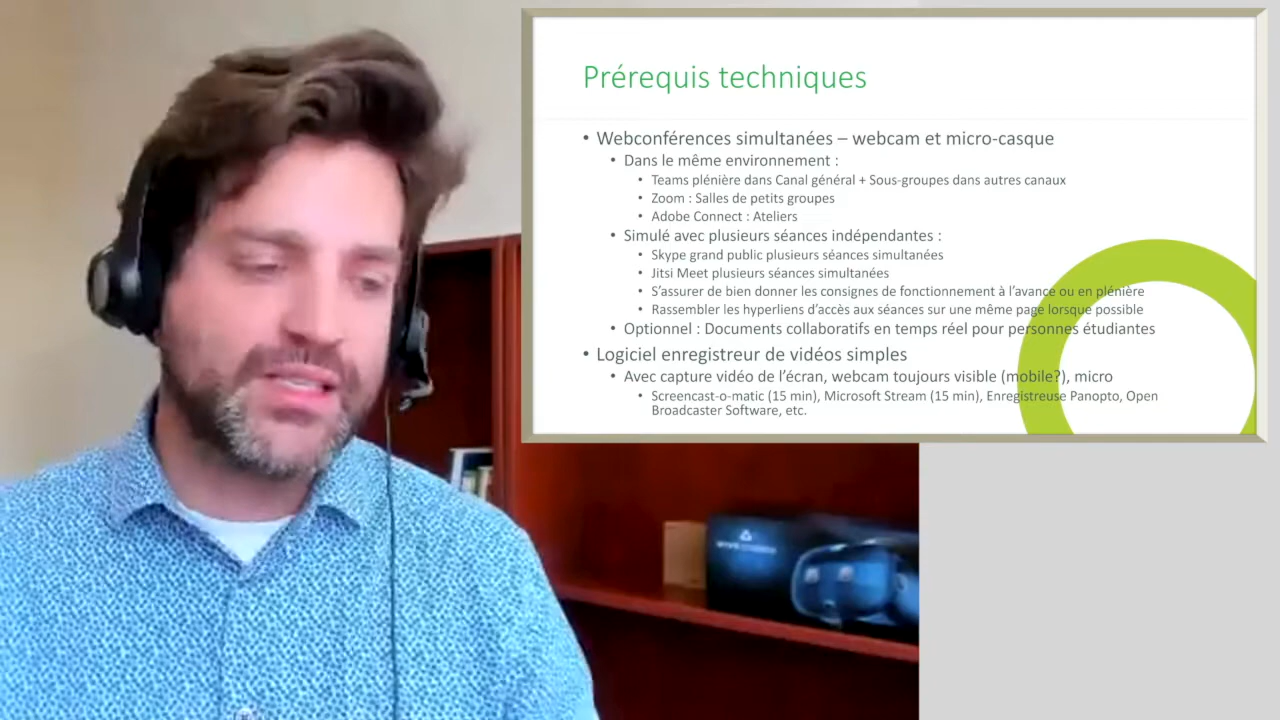 Prérequis techniques
• Webconférences simultanées – webcam et micro-casque
• Dans le même environnement :
• Teams plénière dans Canal général + Sous-groupes dans autres canaux
• Zoom : Salles de petits groupes
• Adobe Connect : Ateliers
• Simulé avec plusieurs séances indépendantes :
• Skype grand public plusieurs séances simultanées
• Jitsi Meet plusieurs séances simultanées
• S'assurer de bien donner les consignes de fonctionnement à l'avance ou en plénière
• Rassembler les hyperliens d'accès aux séances sur une même page lorsque possible
• Optionnel : Documents collaboratifs en temps réel pour personnes étudiantes
• Logiciel enregistreur de vidéos simples
• Avec capture vidéo de l'écran, webcam toujours visible (mobile?), micro
• Screencast-o-matic (15 min), Microsoft Stream (15 min), Enregistreuse Panopto, Open
Broadcaster Software, etc.